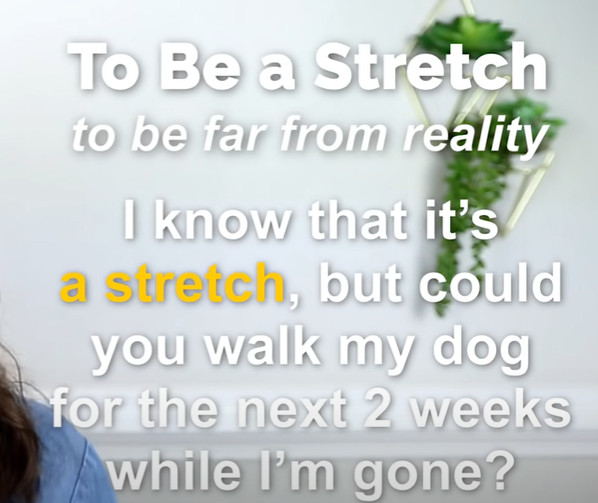 To Be a Stretch
to be far from reality
I know that it's
a stretch, but could
you walk my dog
for the next 2 weeks
while I'm gone?